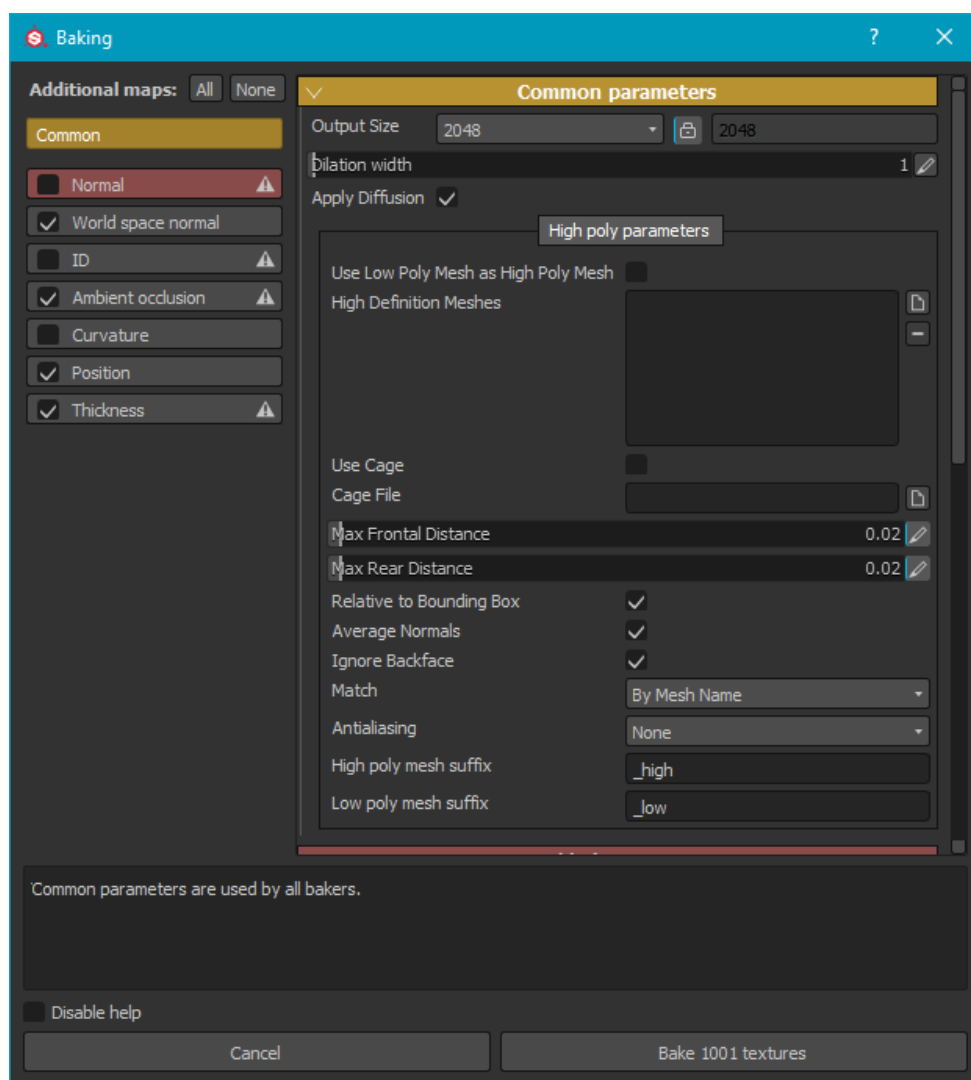 Baking
?
Additional maps: All None
Common
Normal
World space normal
ID
Ambient occlusion
Curvature
Position
Thickness
Common parameters
Output Size 2048 2048
Dilation width 1
Apply Diffusion
High poly parameters
Use Low Poly Mesh as High Poly Mesh
High Definition Meshes
Use Cage
Cage File
Max Frontal Distance 0.02
Max Rear Distance 0.02
Relative to Bounding Box
Average Normals
Ignore Backface
Match By Mesh Name
Antialiasing None
High poly mesh suffix _high
Low poly mesh suffix _low
Common parameters are used by all bakers.
Disable help
Cancel Bake 1001 textures